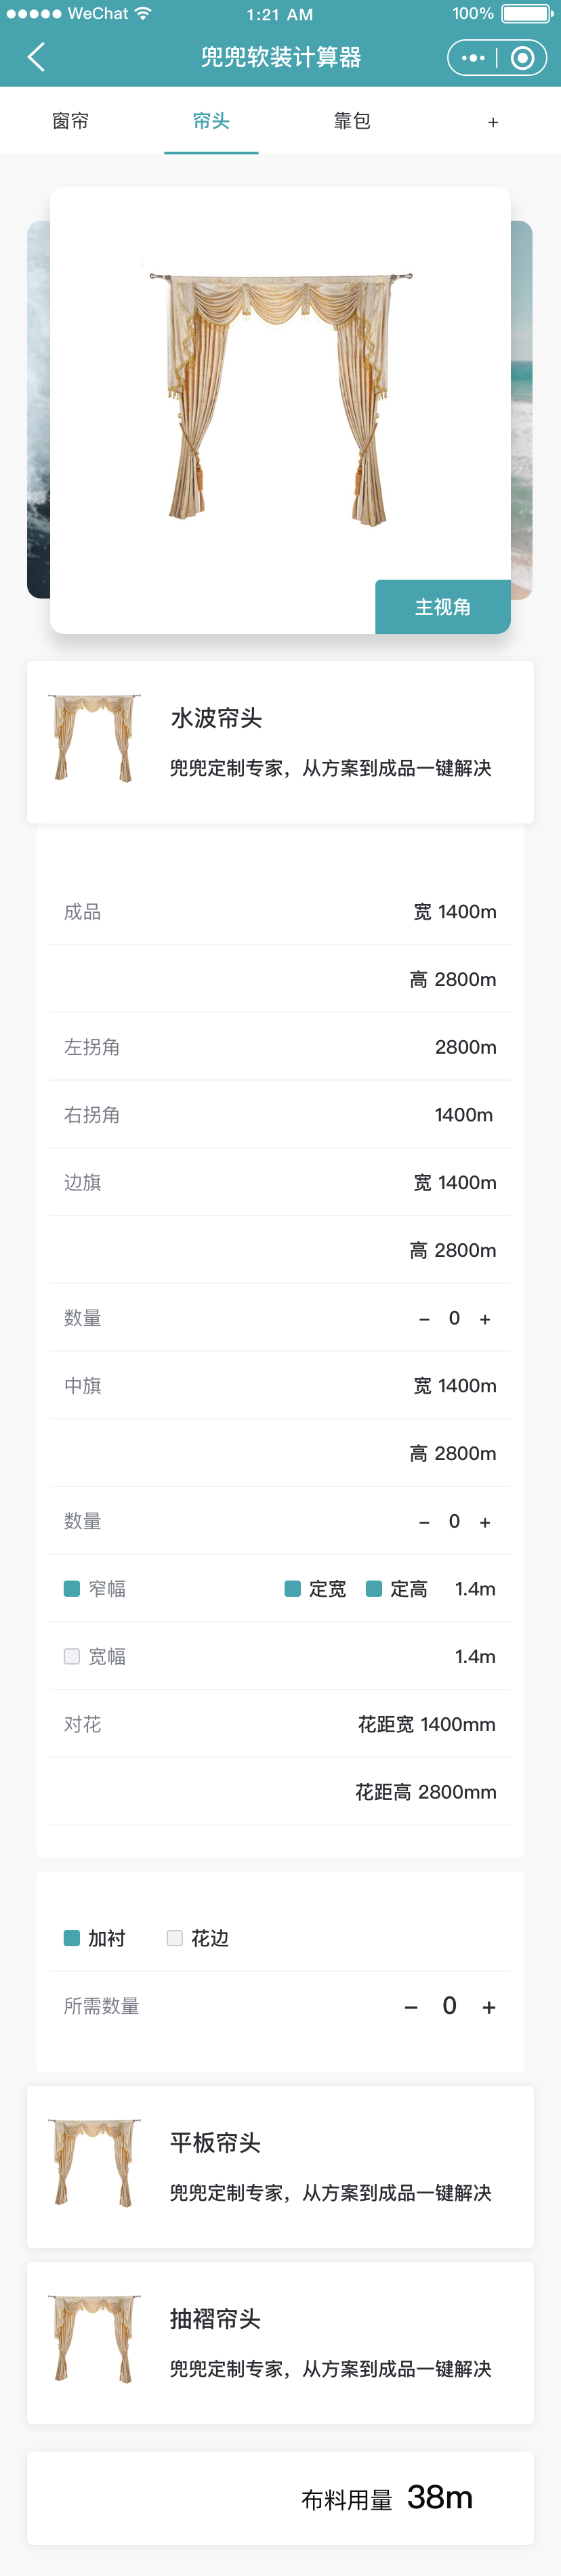 WeChat 1:21 AM 100%
兜兜软装计算器
窗帘 帘头 靠包 +
主视角
水波帘头
兜兜定制专家，从方案到成品一键解决
成品 宽 1400m
高 2800m
左拐角 2800m
右拐角 1400m
边旗 宽 1400m
高 2800m
数量 - 0 +
中旗 宽 1400m
高 2800m
数量 - 0 +
窄幅 定宽 定高 1.4m
宽幅 1.4m
对花 花距宽 1400mm
花距高 2800mm
加衬 花边
所需数量 - 0 +
平板帘头
兜兜定制专家，从方案到成品一键解决
抽褶帘头
兜兜定制专家，从方案到成品一键解决
布料用量 38m